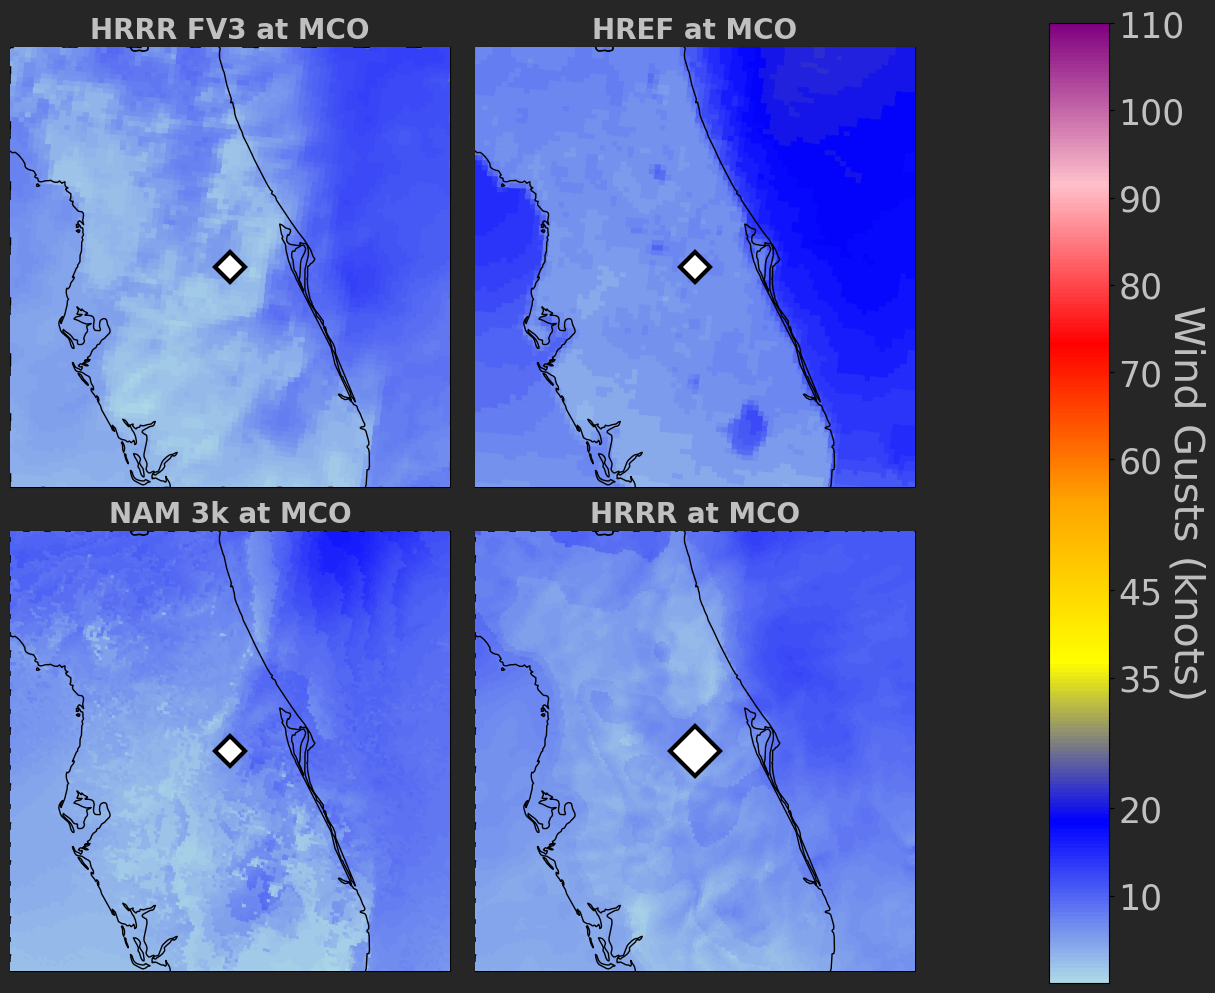 HRRR FV3 at MCO
HREF at MCO
NAM 3k at MCO
HRRR at MCO
110
100
90
80
70
60
45
35
20
10
Wind Gusts (knots)